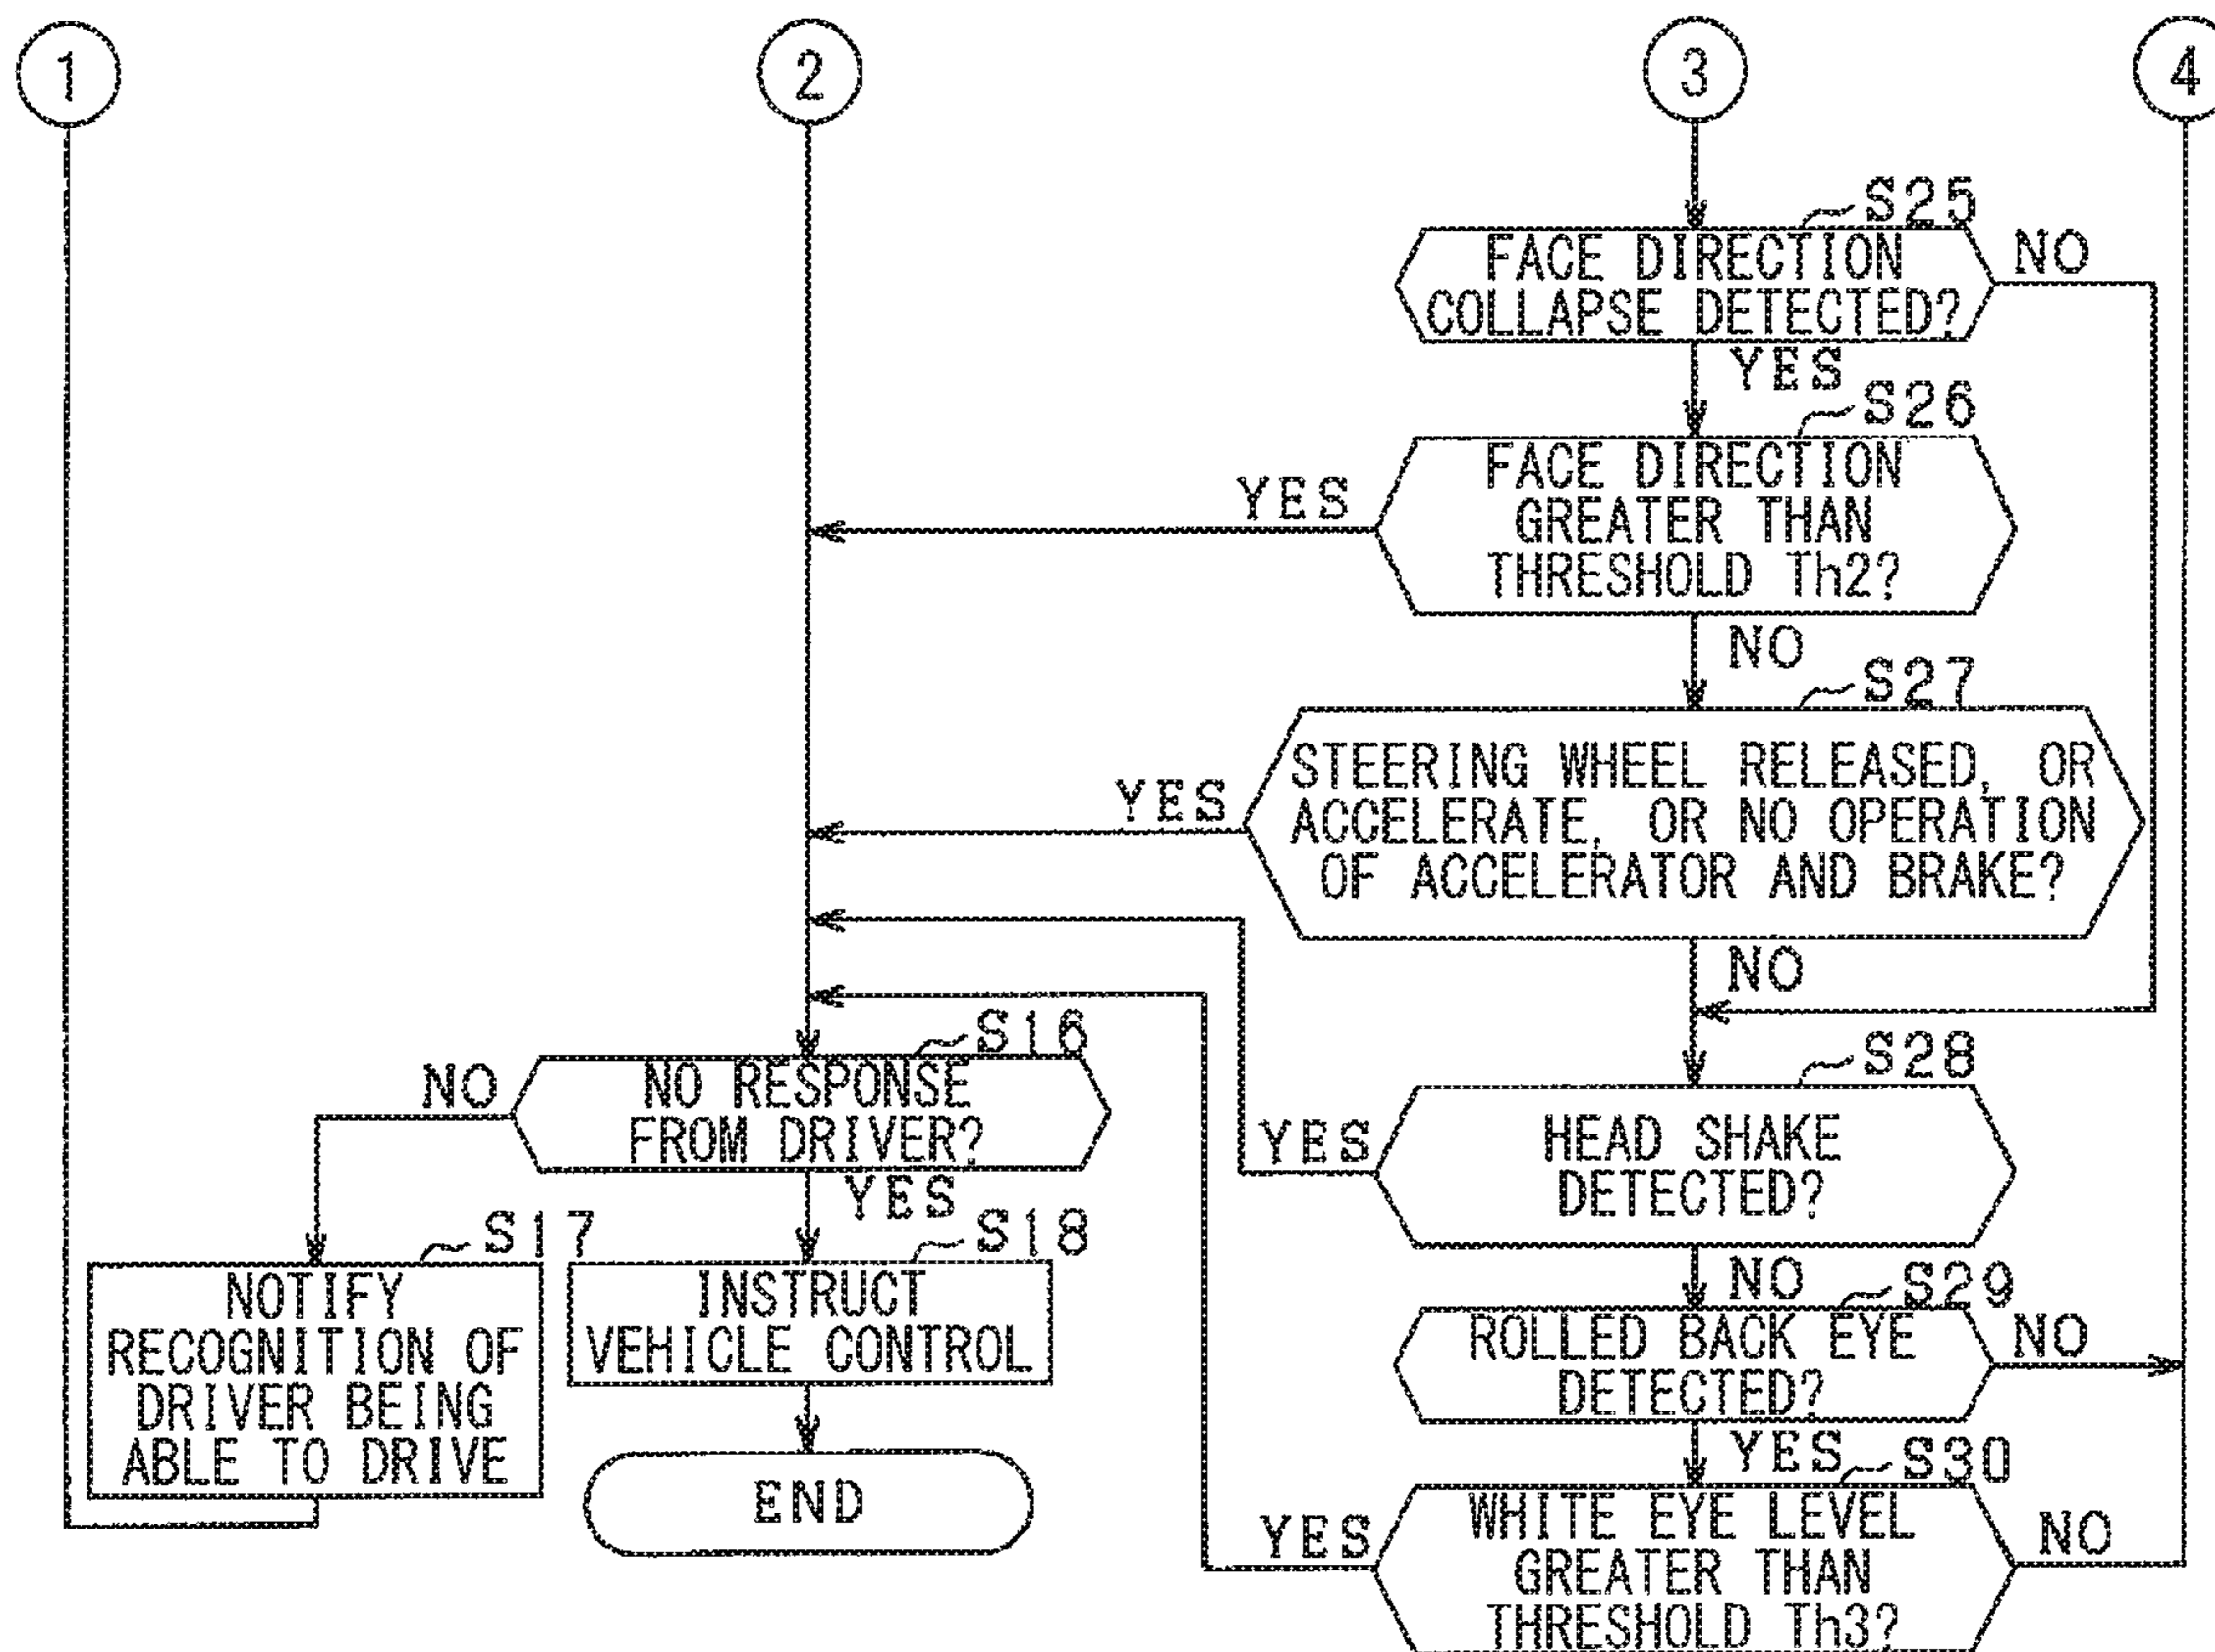 1
2
3
4
S25
FACE DIRECTION
COLLAPSE DETECTED?
NO
YES
S26
FACE DIRECTION
GREATER THAN
THRESHOLD Th2?
YES
NO
S27
STEERING WHEEL RELEASED, OR
ACCELERATE, OR NO OPERATION
OF ACCELERATOR AND BRAKE?
YES
NO
S16
NO RESPONSE
FROM DRIVER?
NO
YES
S28
HEAD SHAKE
DETECTED?
YES
NO
S17
NOTIFY
RECOGNITION OF
DRIVER BEING
ABLE TO DRIVE
S18
INSTRUCT
VEHICLE CONTROL
END
S29
ROLLED BACK EYE
DETECTED?
NO
YES
S30
WHITE EYE LEVEL
GREATER THAN
THRESHOLD Th3?
YES
NO